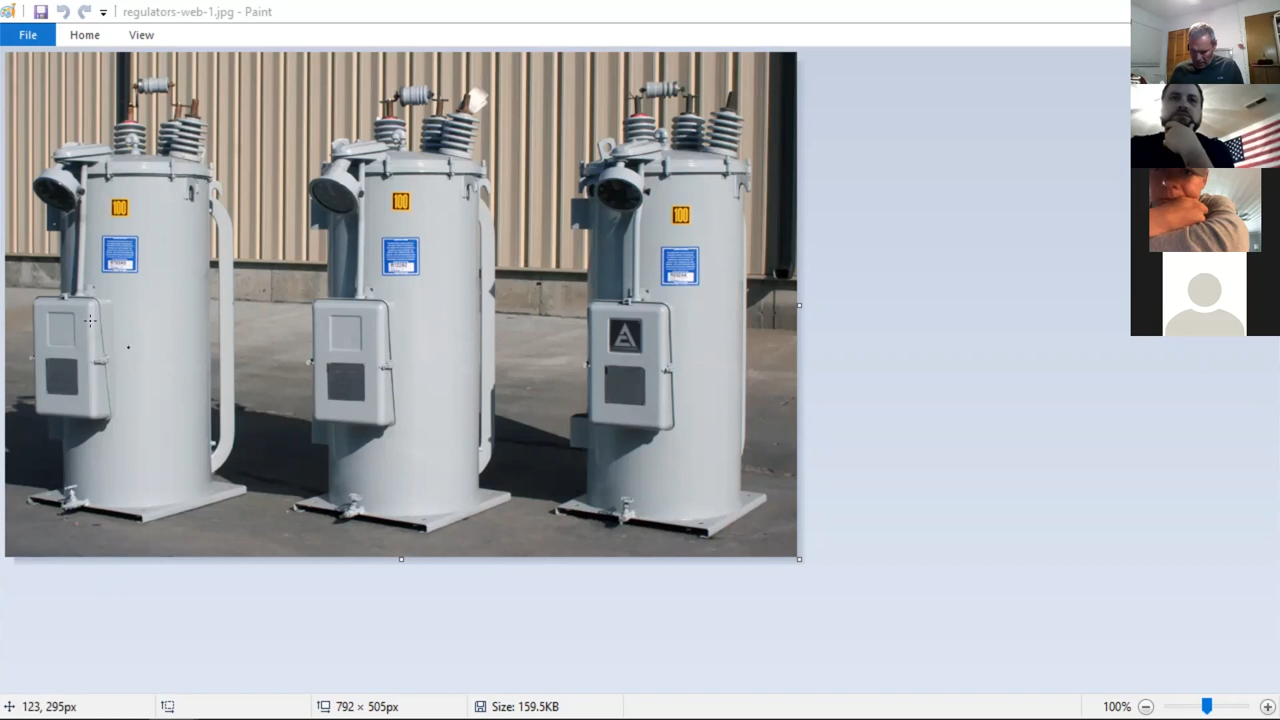 regulators-web-1.jpg - Paint
File
Home
View
100
100
100
123, 295px
792 × 505px
Size: 159.5KB
100%